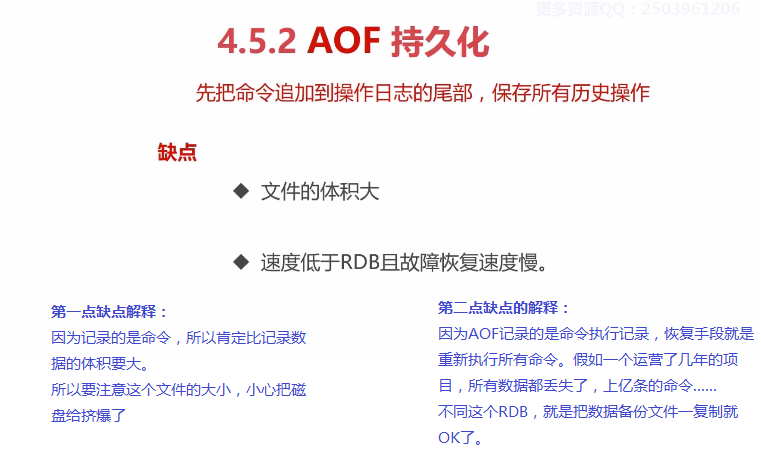 更多资源QQ：2503961206
4.5.2 AOF 持久化
先把命令追加到操作日志的尾部，保存所有历史操作
缺点
◆ 文件的体积大
◆ 速度低于RDB且故障恢复速度慢。
第一点缺点解释：
因为记录的是命令，所以肯定比记录数
据的体积要大。
所以要注意这个文件的大小，小心把磁
盘给挤爆了
第二点缺点的解释：
因为AOF记录的是命令执行记录，恢复手段就是
重新执行所有命令。假如一个运营了几年的项
目，所有数据都丢失了，上亿条的命令......
不同这个RDB，就是把数据备份文件一复制就
OK了。